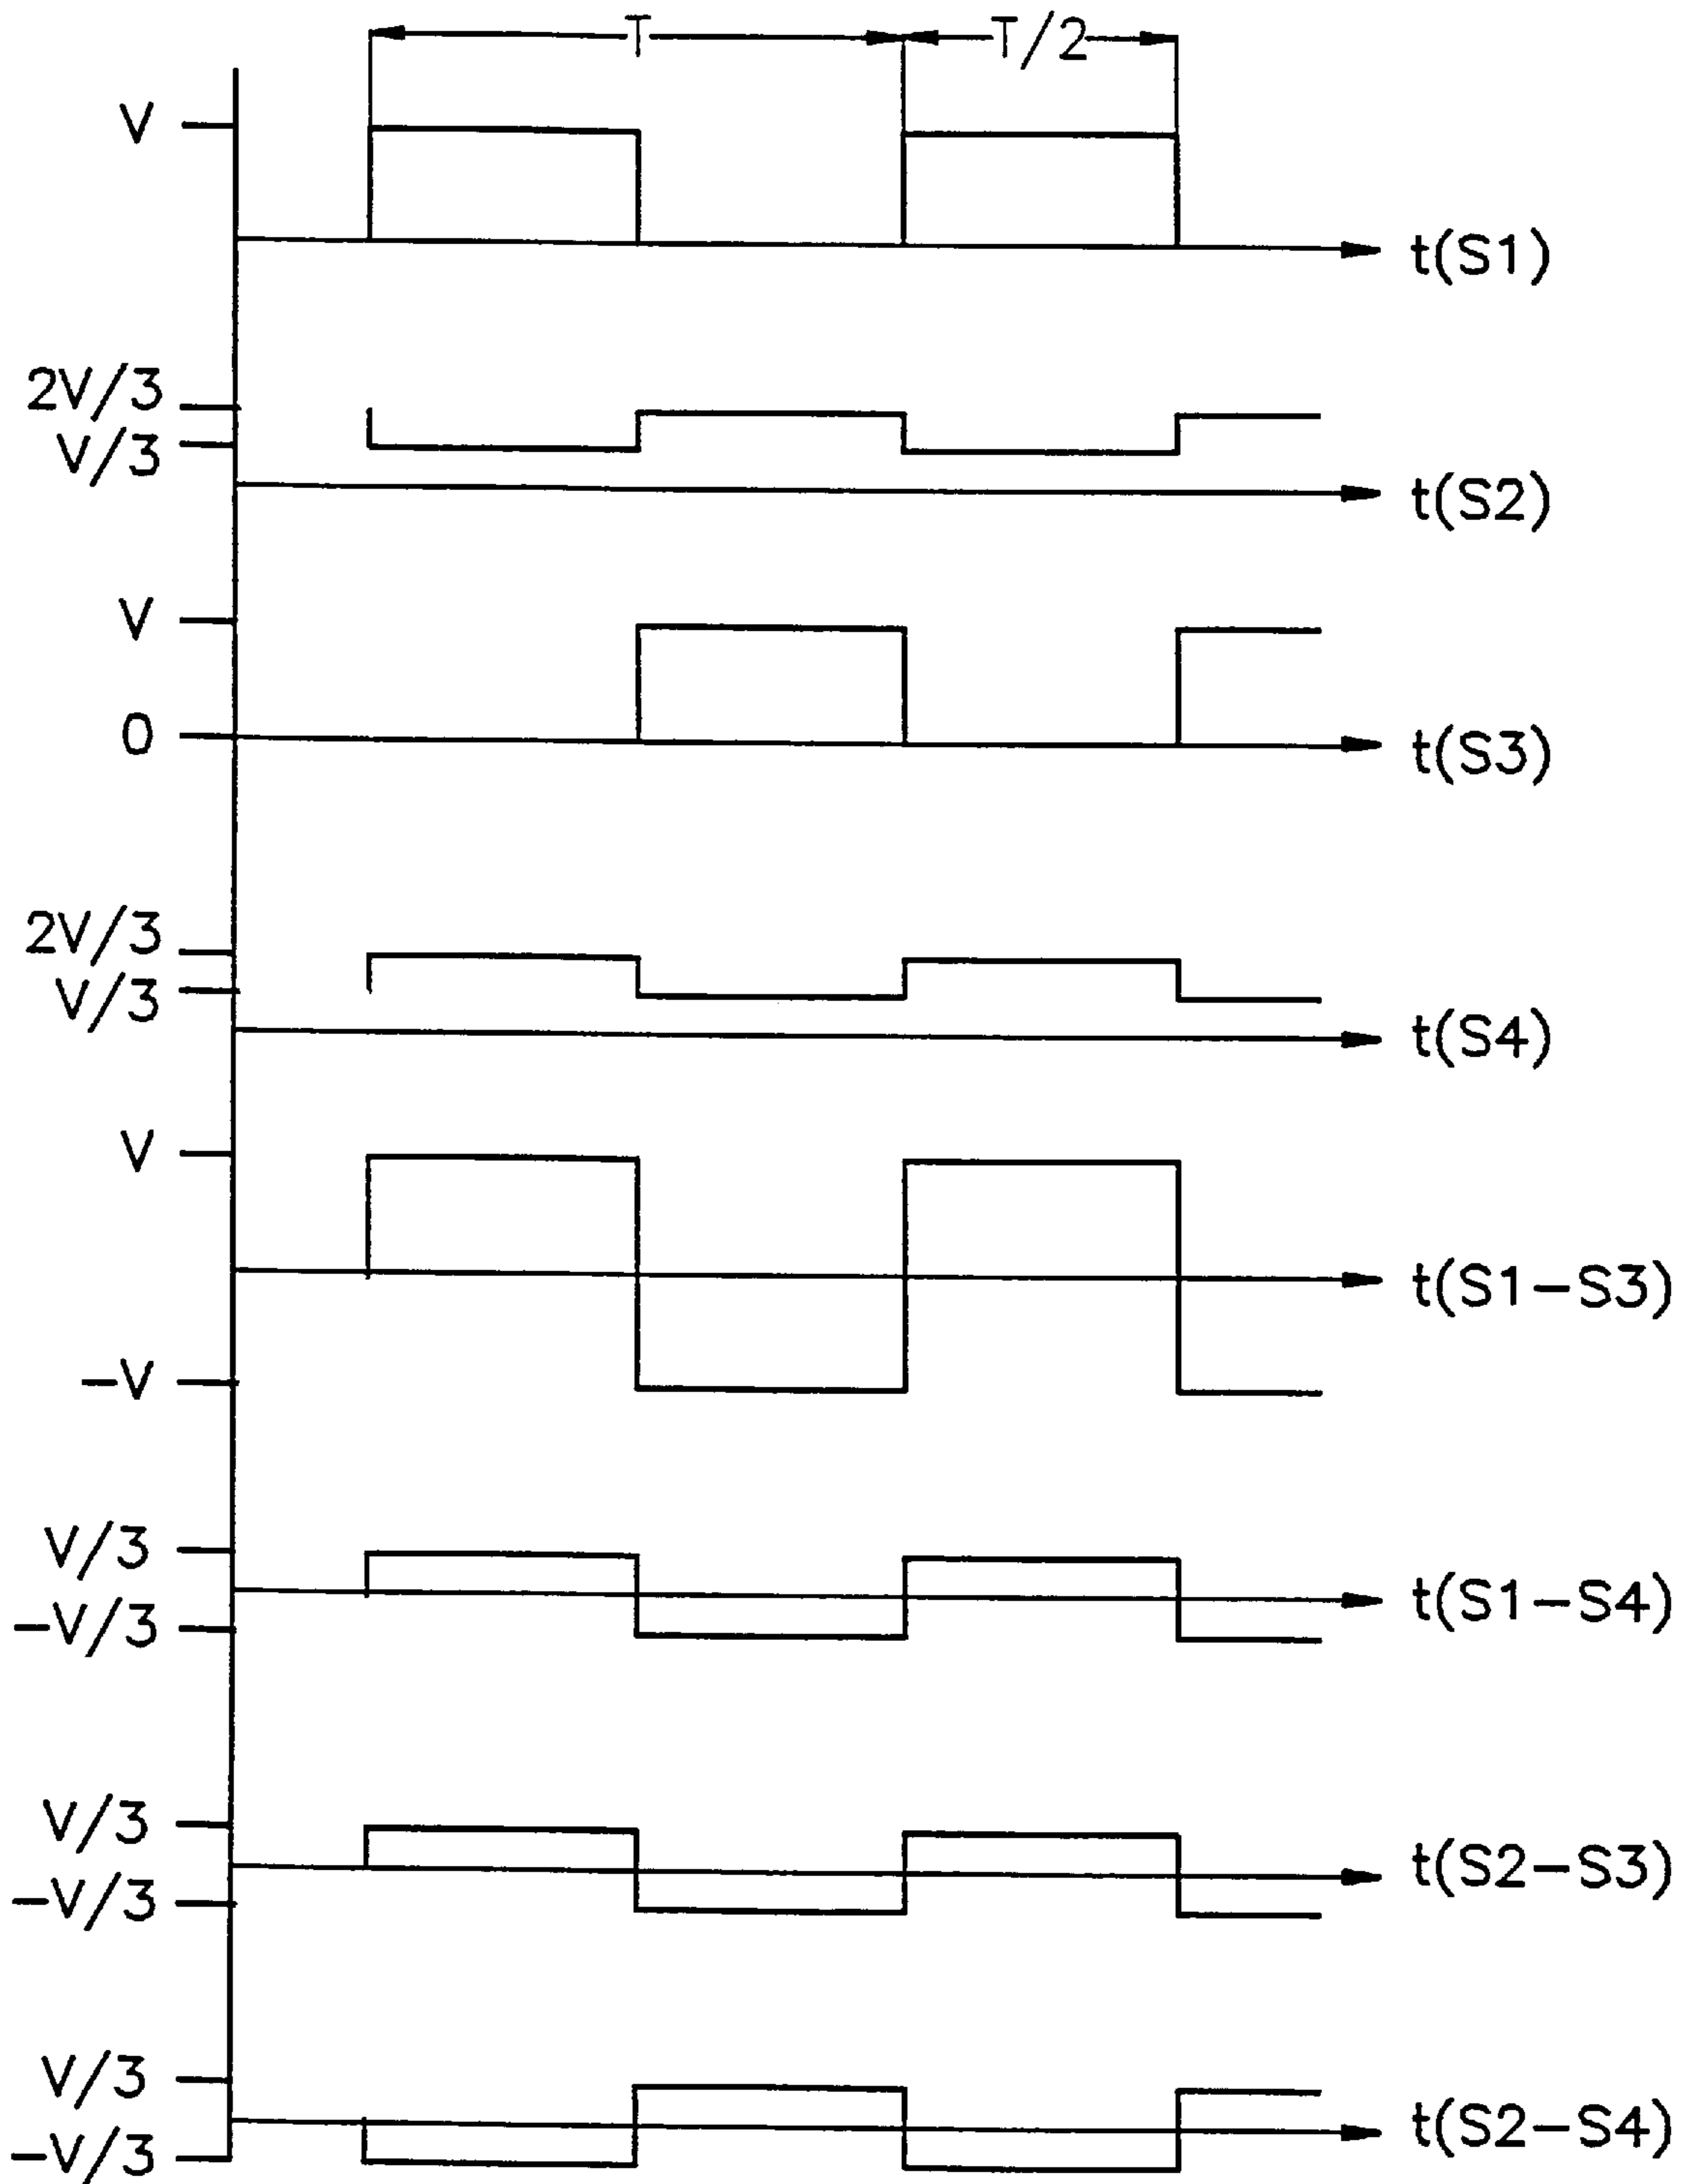 T T/2
V
t(S1)
2V/3
V/3
t(S2)
V
0
t(S3)
2V/3
V/3
t(S4)
V
t(S1-S3)
-V
V/3
t(S1-S4)
-V/3
V/3
t(S2-S3)
-V/3
V/3
t(S2-S4)
-V/3